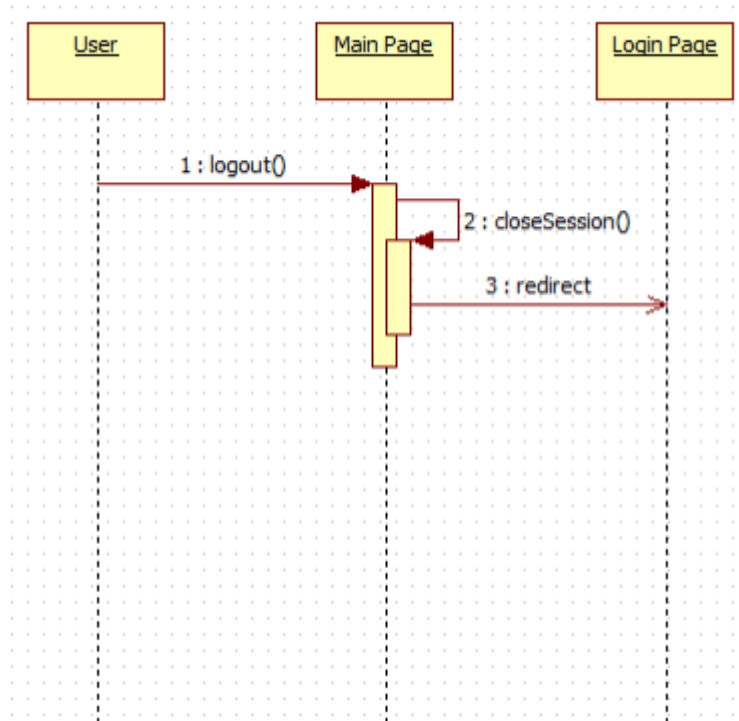 User
Main Page
Login Page
1 : logout()
2 : closeSession()
3 : redirect